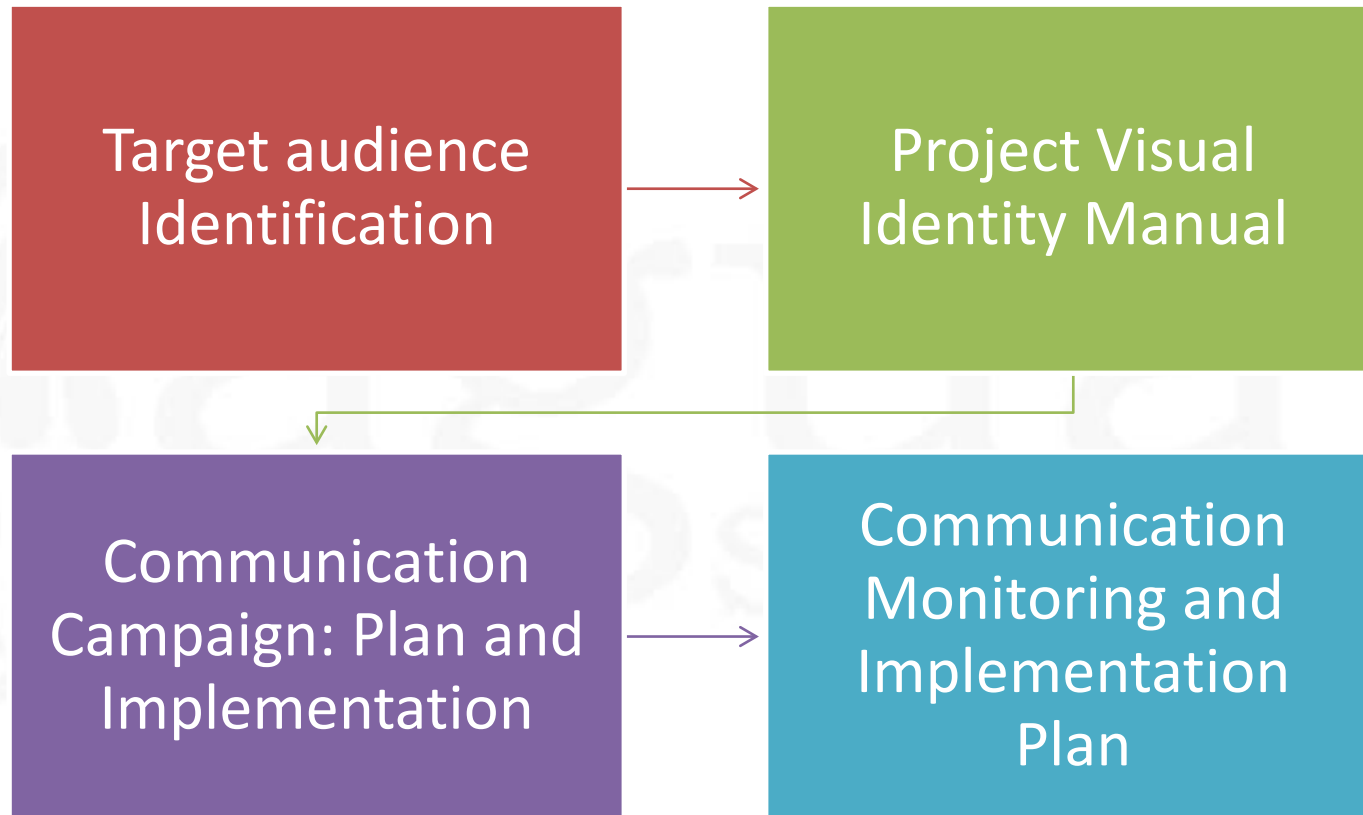 Target audience
Identification
Project Visual
Identity Manual
Communication
Campaign: Plan and
Implementation
Communication
Monitoring and
Implementation
Plan